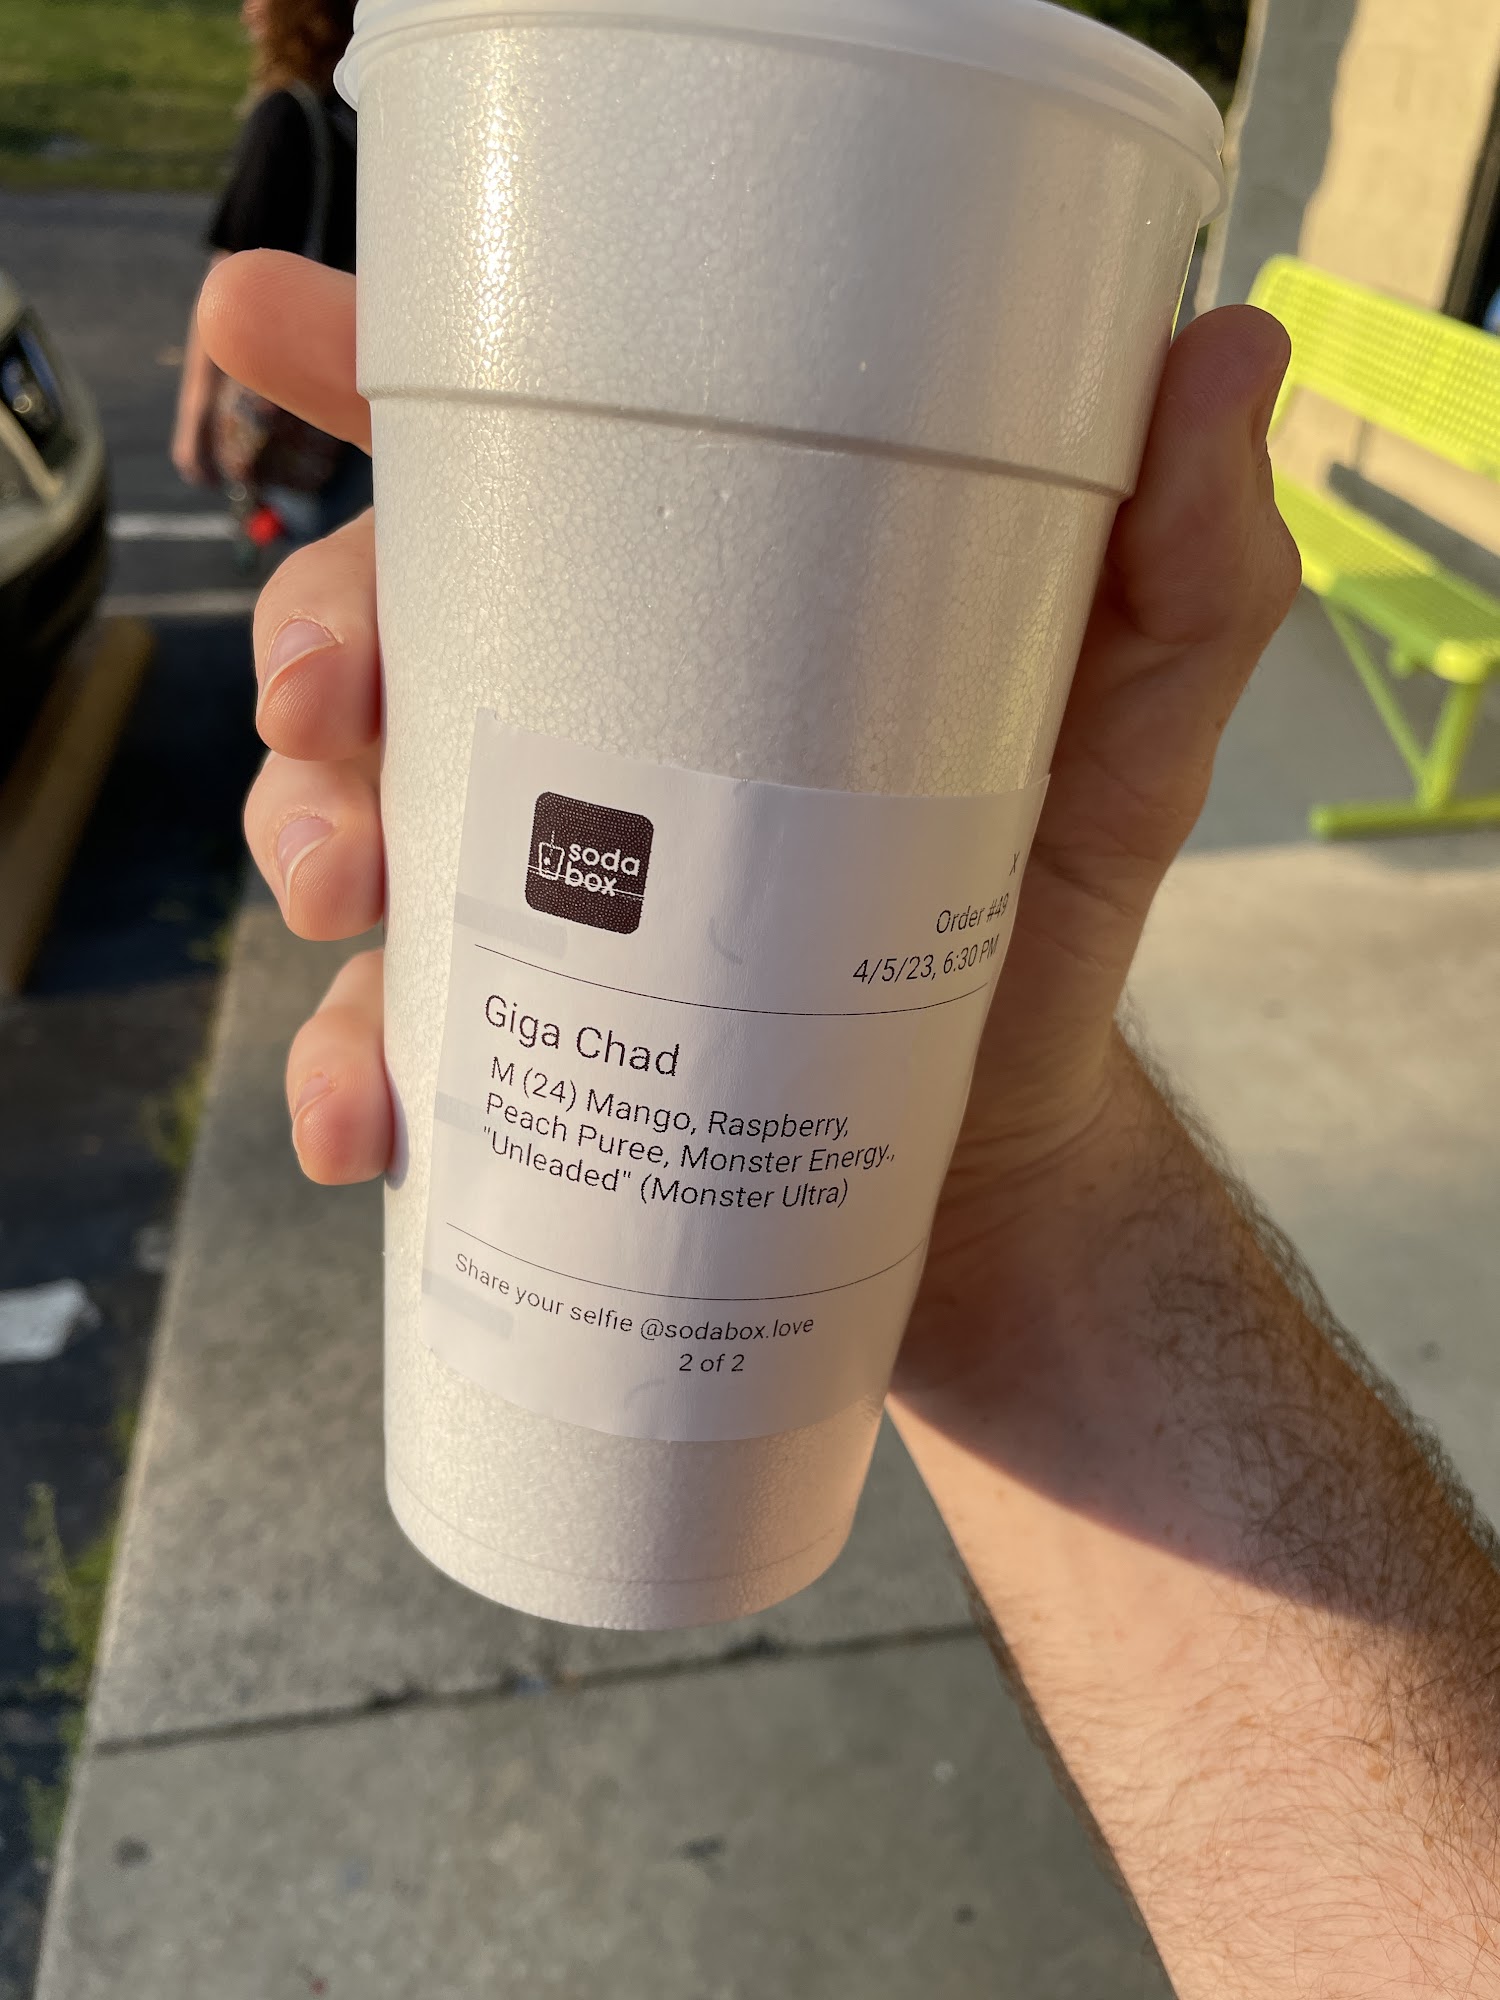 soda
box
X
Order #49
4/5/23, 6:30 PM
Giga Chad
M (24) Mango, Raspberry,
Peach Puree, Monster Energy.,
"Unleaded" (Monster Ultra)
Share your selfie @sodabox.love
2 of 2